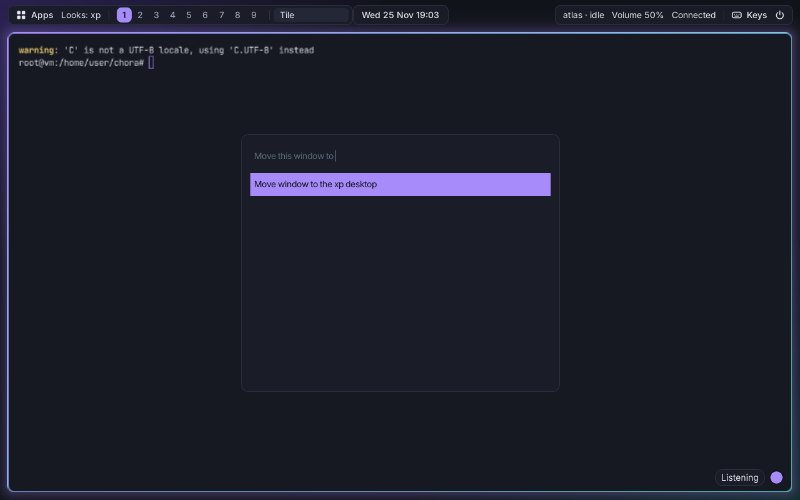 Apps Looks: xp 1 2 3 4 5 6 7 8 9 Tile Wed 25 Nov 19:03 atlas · idle Volume 50% Connected Keys
warning: 'C' is not a UTF-8 locale, using 'C.UTF-8' instead
root@vm:/home/user/chora#
Move this window to
Move window to the xp desktop
Listening